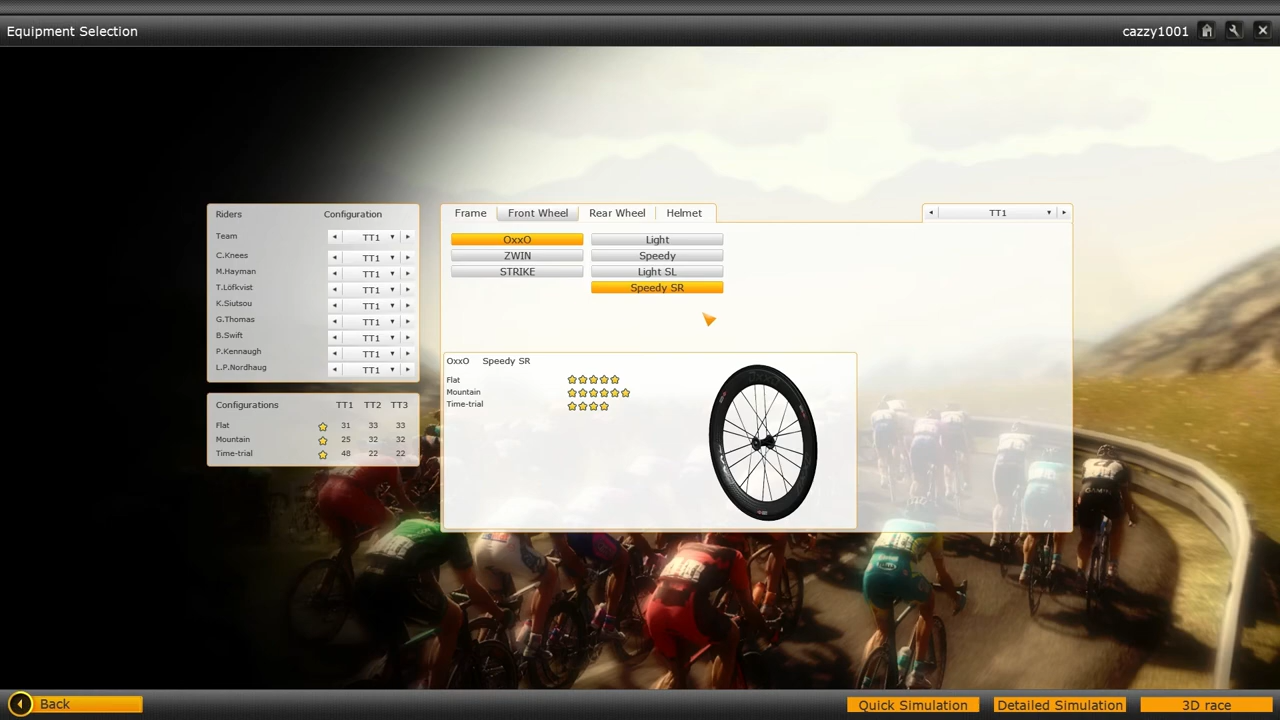 Equipment Selection
cazzy1001
Riders Configuration
Team TT1
C.Knees TT1
M.Hayman TT1
T.Löfkvist TT1
K.Siutsou TT1
G.Thomas TT1
B.Swift TT1
P.Kennaugh TT1
L.P.Nordhaug TT1
Configurations TT1 TT2 TT3
Flat 31 33 33
Mountain 25 32 32
Time-trial 48 22 22
Frame Front Wheel Rear Wheel Helmet
TT1
OxxO Light
ZWIN Speedy
STRIKE Light SL
Speedy SR
OxxO Speedy SR
Flat
Mountain
Time-trial
Back
Quick Simulation Detailed Simulation 3D race